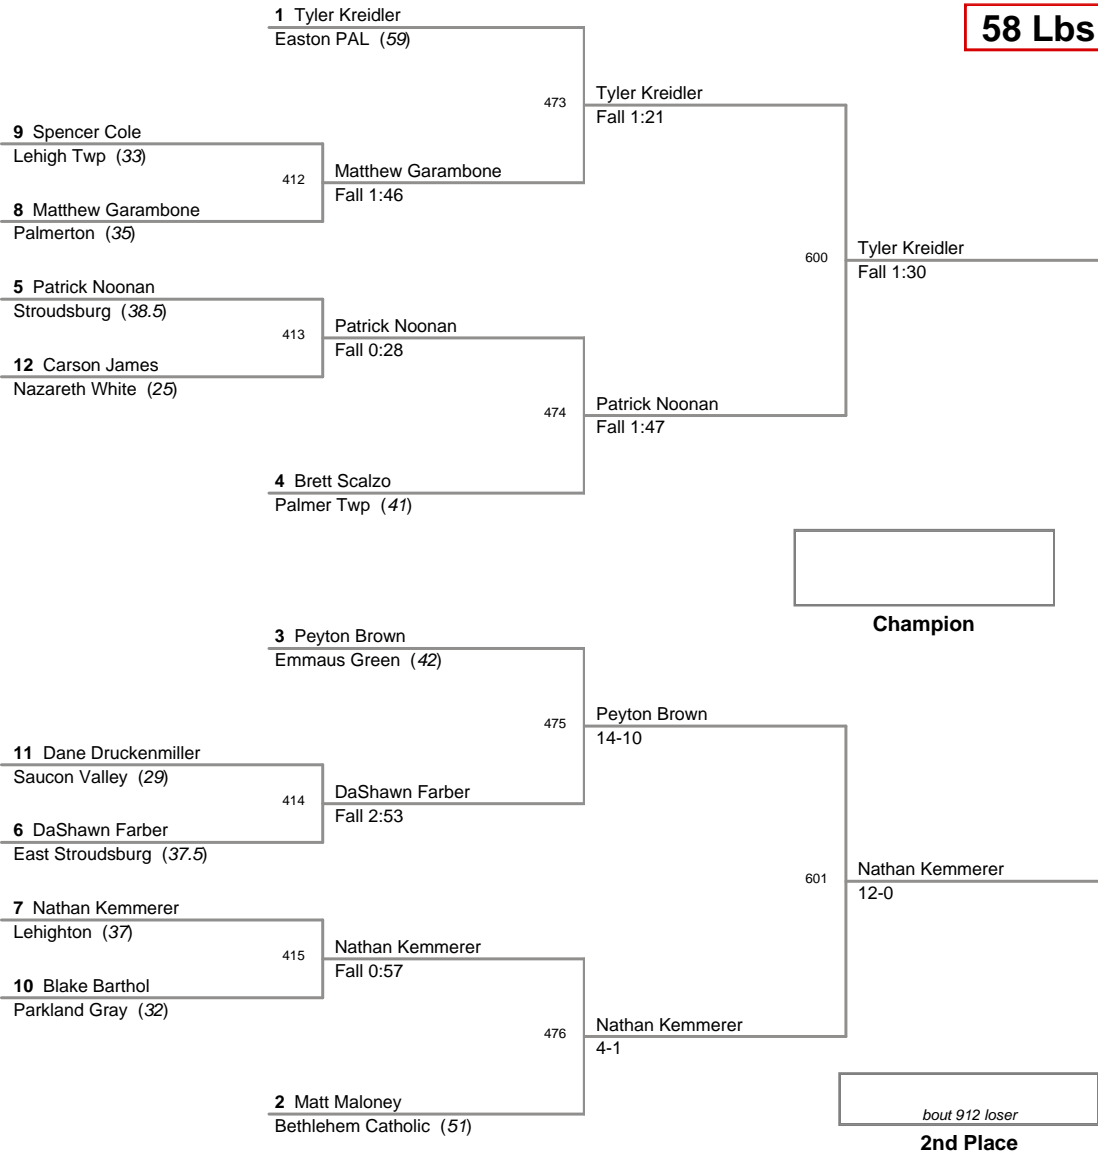 1 Tyler Kreidler
Easton PAL (59)
58 Lbs
473
Tyler Kreidler
Fall 1:21
9 Spencer Cole
Lehigh Twp (33)
412
Matthew Garambone
Fall 1:46
8 Matthew Garambone
Palmerton (35)
600
Tyler Kreidler
Fall 1:30
5 Patrick Noonan
Stroudsburg (38.5)
413
Patrick Noonan
Fall 0:28
12 Carson James
Nazareth White (25)
474
Patrick Noonan
Fall 1:47
4 Brett Scalzo
Palmer Twp (41)
Champion
3 Peyton Brown
Emmaus Green (42)
475
Peyton Brown
14-10
11 Dane Druckenmiller
Saucon Valley (29)
414
DaShawn Farber
Fall 2:53
6 DaShawn Farber
East Stroudsburg (37.5)
601
Nathan Kemmerer
12-0
7 Nathan Kemmerer
Lehighton (37)
415
Nathan Kemmerer
Fall 0:57
10 Blake Barthol
Parkland Gray (32)
476
Nathan Kemmerer
4-1
2 Matt Maloney
Bethlehem Catholic (51)
bout 912 loser
2nd Place